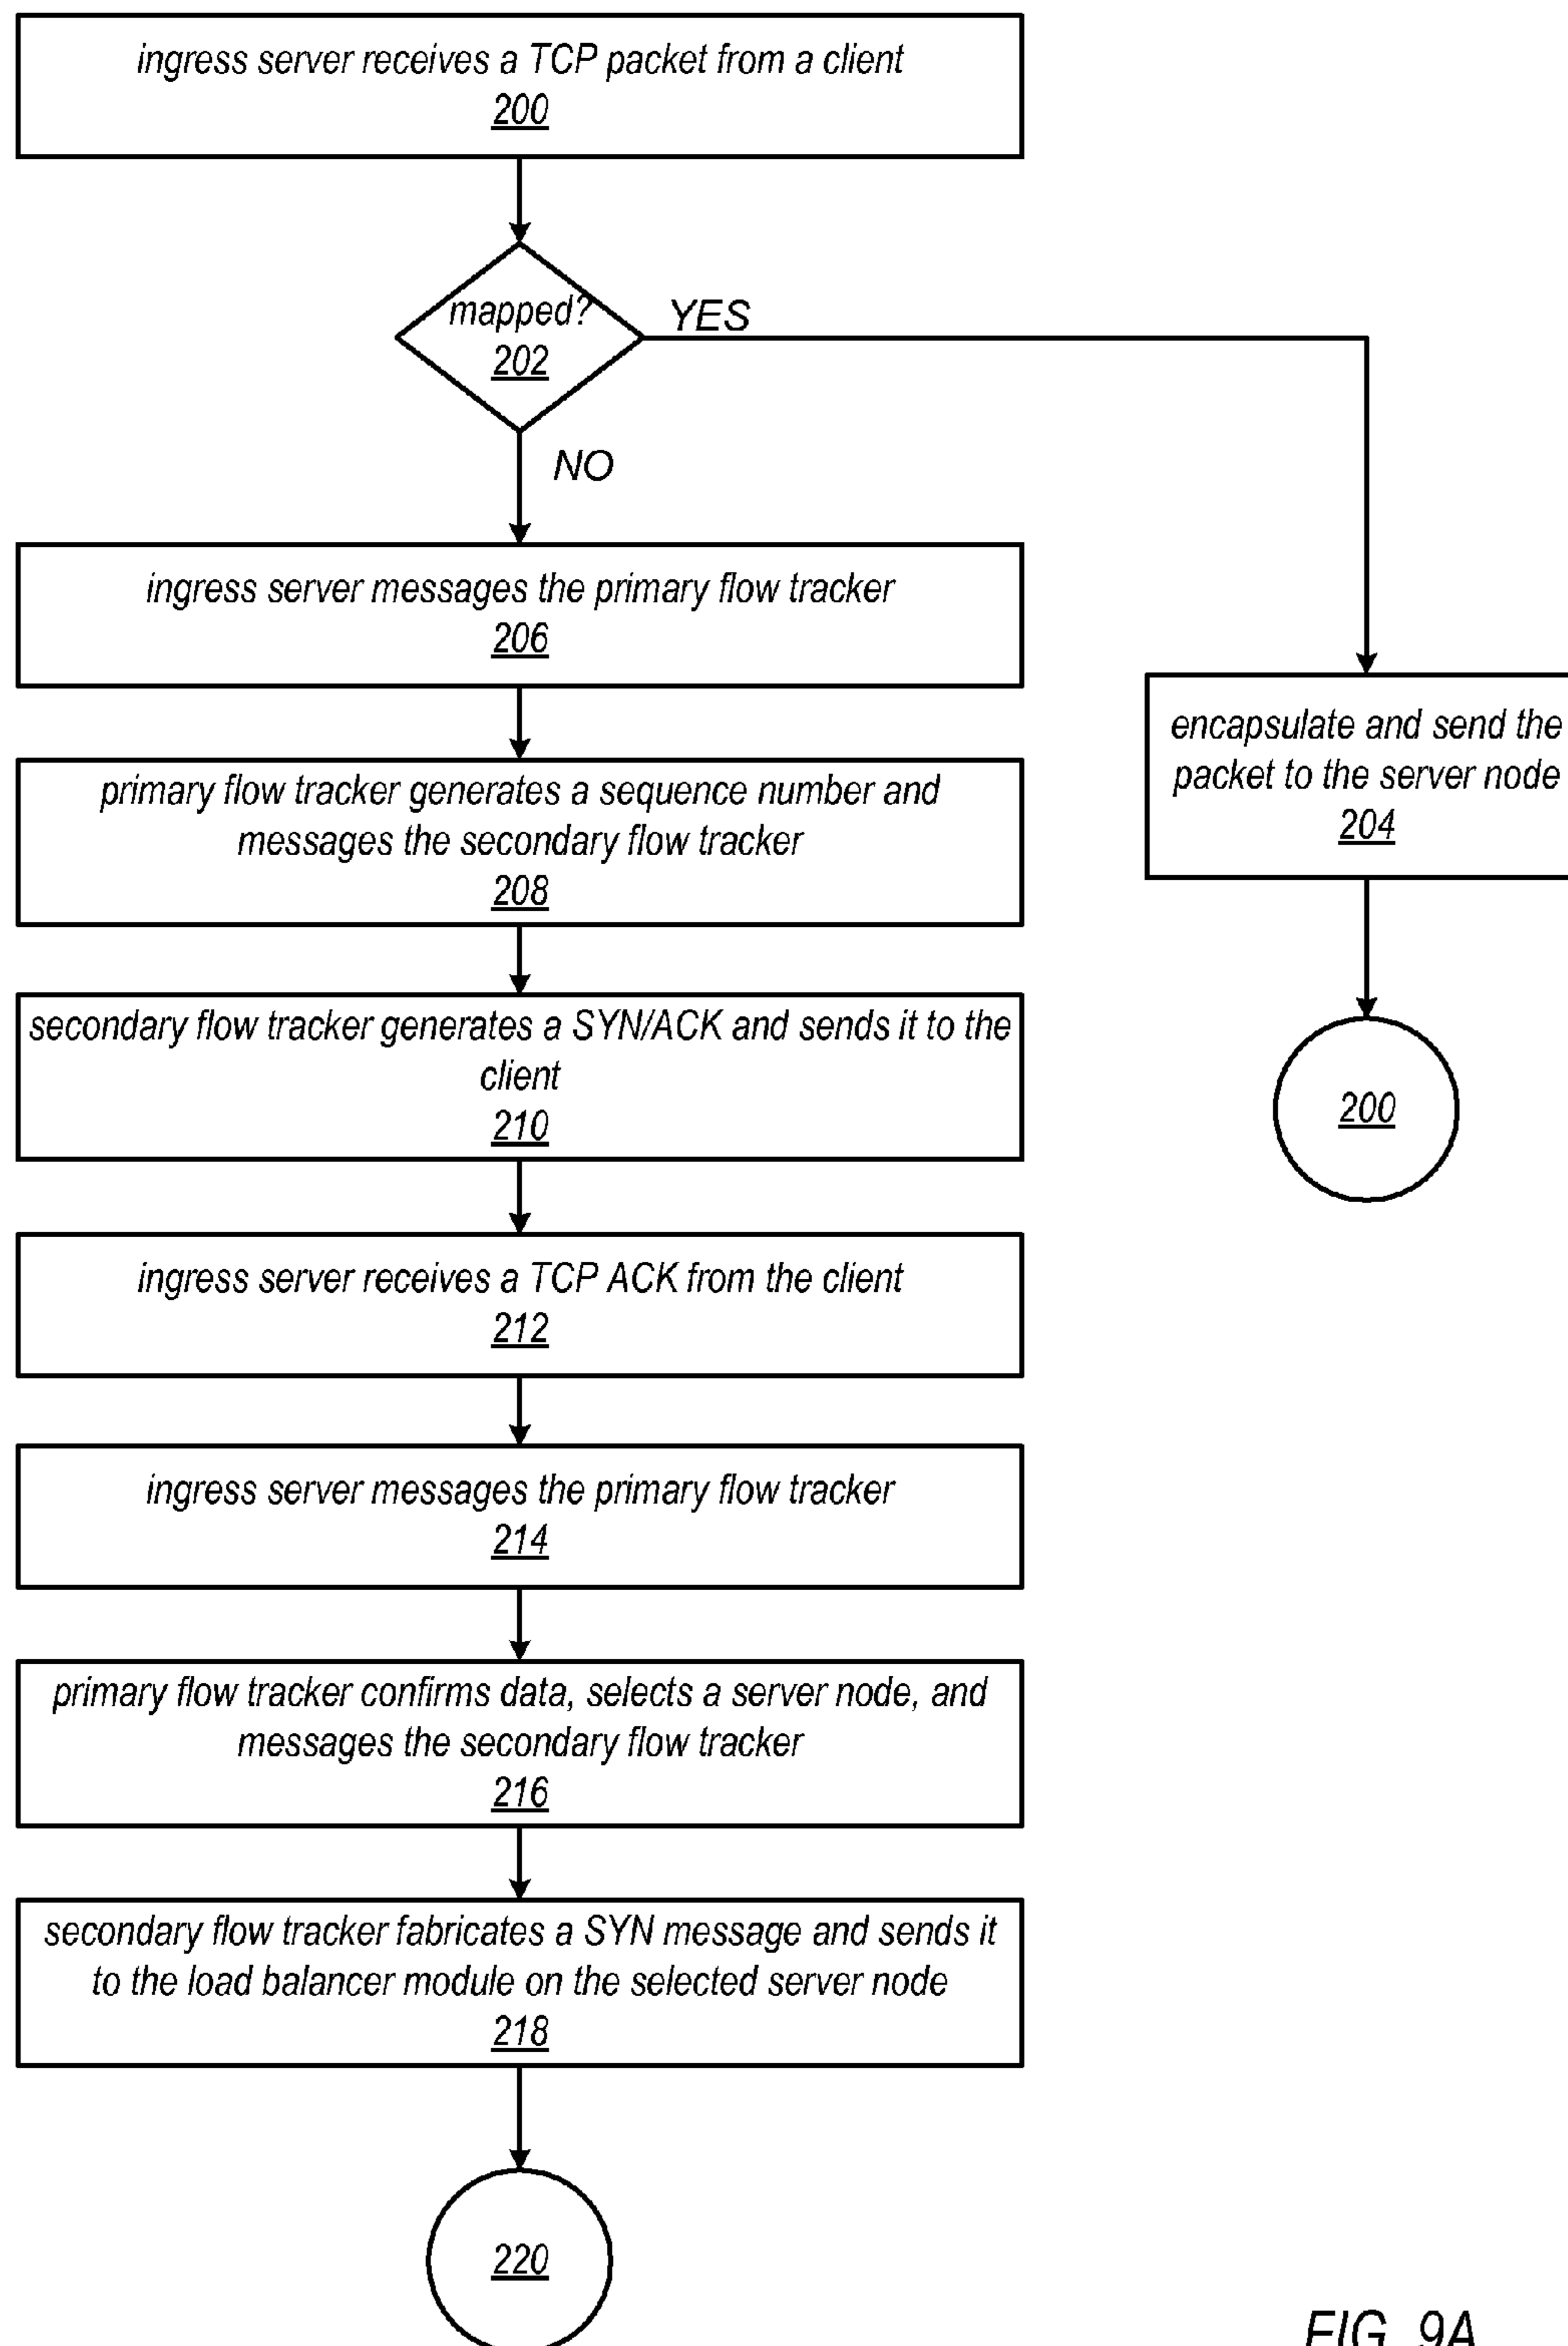 ingress server receives a TCP packet from a client
200
mapped?
202
YES
NO
ingress server messages the primary flow tracker
206
encapsulate and send the
packet to the server node
204
primary flow tracker generates a sequence number and
messages the secondary flow tracker
208
secondary flow tracker generates a SYN/ACK and sends it to the
client
210
200
ingress server receives a TCP ACK from the client
212
ingress server messages the primary flow tracker
214
primary flow tracker confirms data, selects a server node, and
messages the secondary flow tracker
216
secondary flow tracker fabricates a SYN message and sends it
to the load balancer module on the selected server node
218
220
FIG. 9A